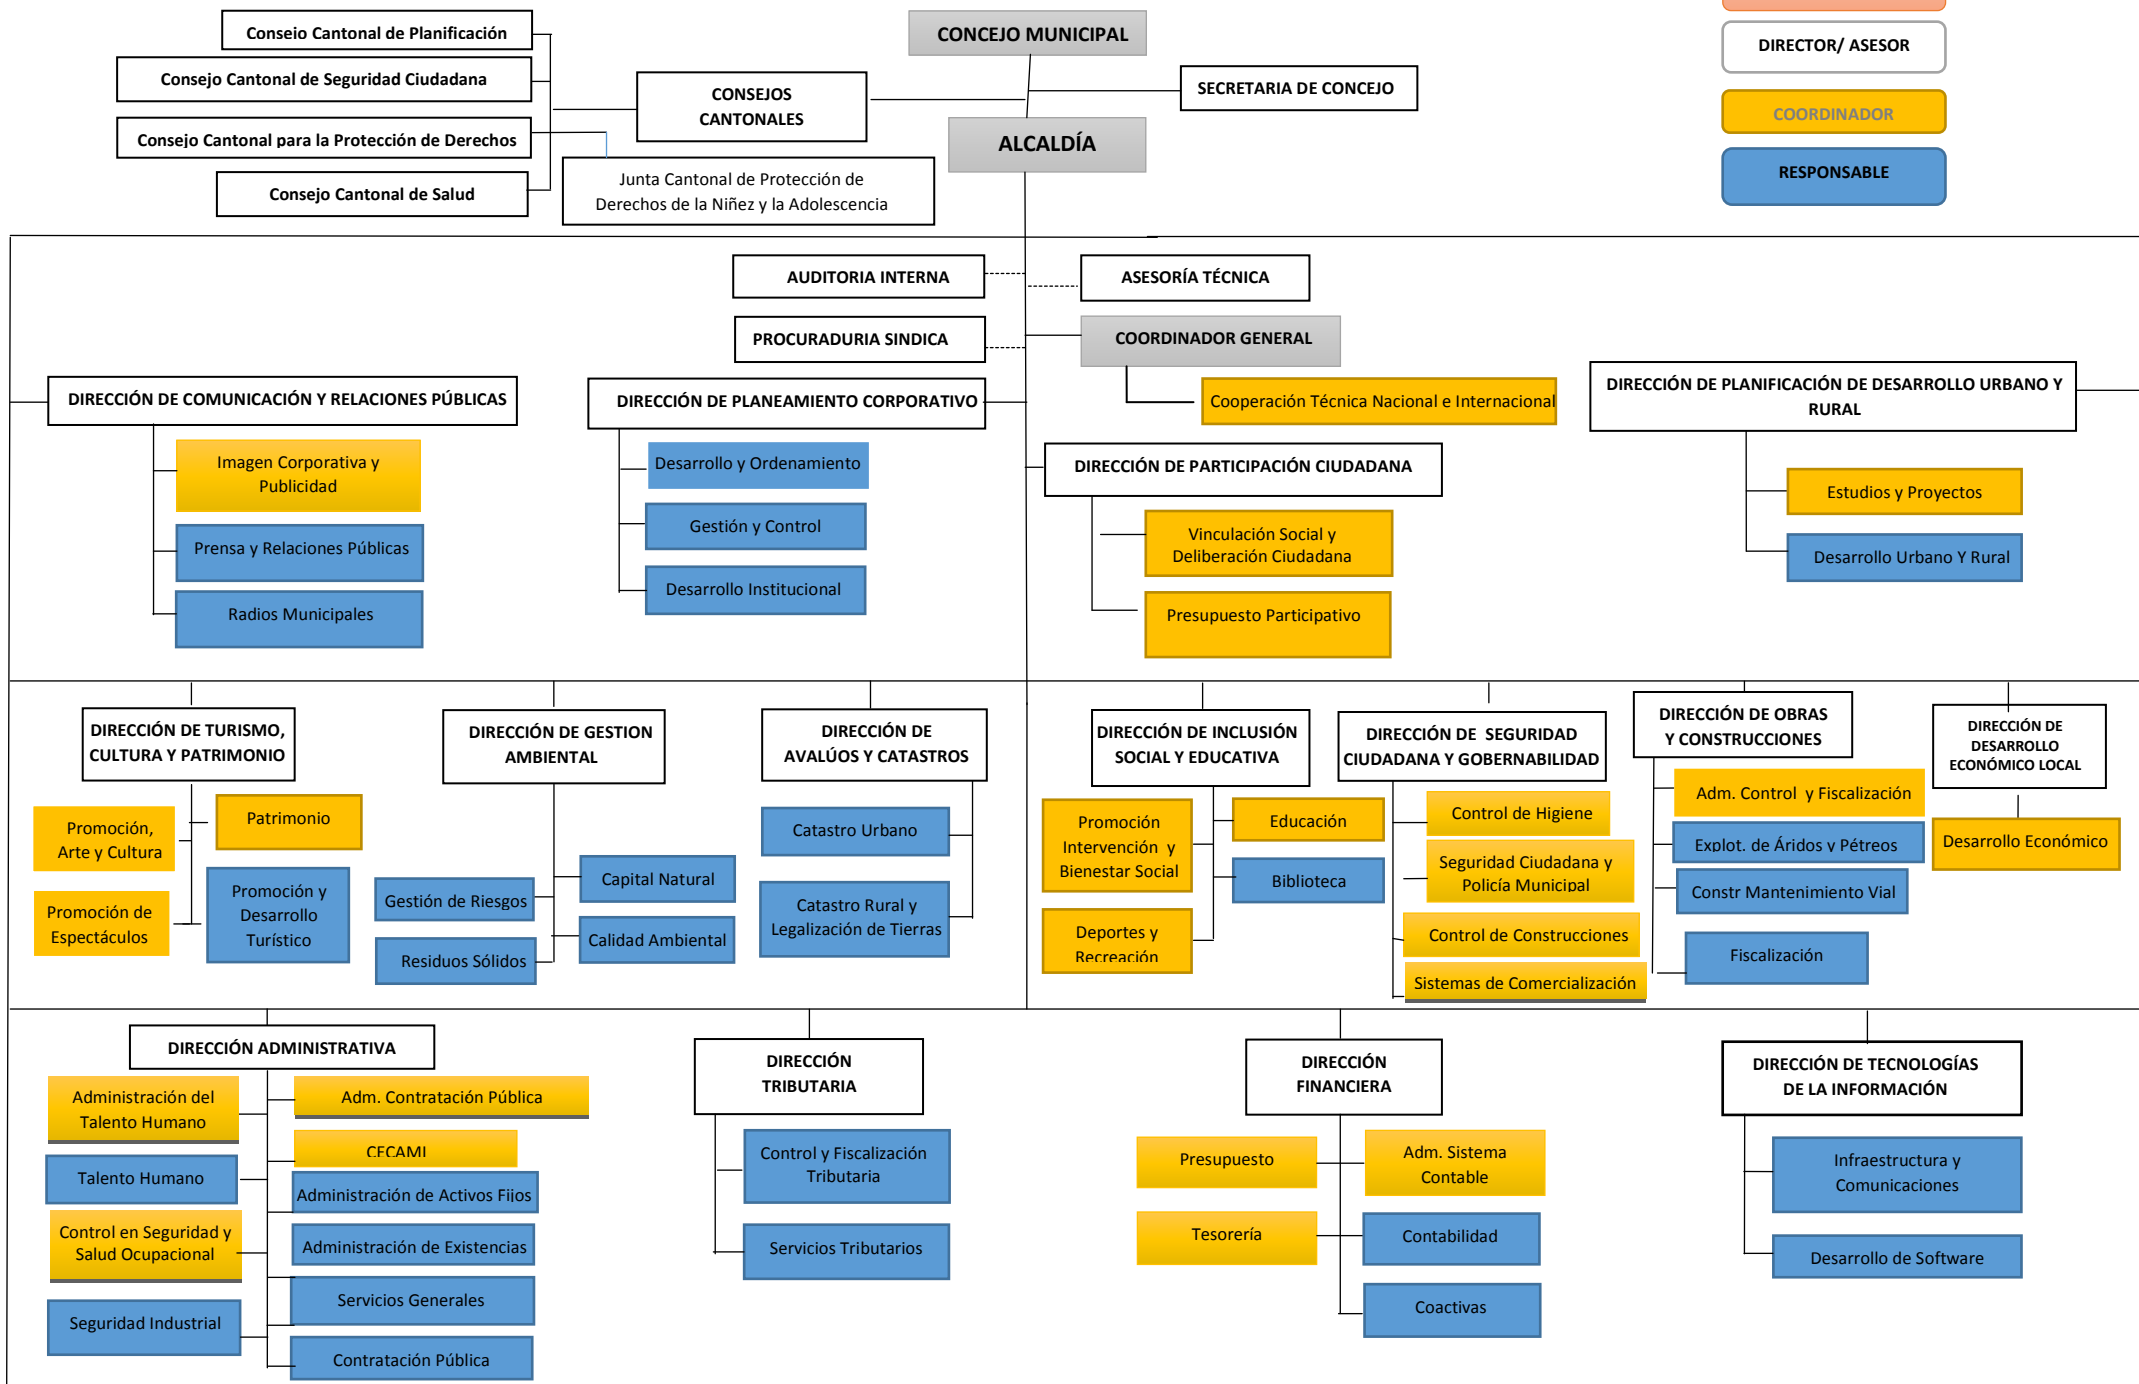 Conseio Cantonal de Planificación
CONCEJO MUNICIPAL
DIRECTOR/ ASESOR
Consejo Cantonal de Seguridad Ciudadana
CONSEJOS
CANTONALES
SECRETARIA DE CONCEJO
COORDINADOR
Consejo Cantonal para la Protección de Derechos
ALCALDÍA
RESPONSABLE
Consejo Cantonal de Salud
Junta Cantonal de Protección de
Derechos de la Niñez y la Adolescencia
AUDITORIA INTERNA
ASESORÍA TÉCNICA
PROCURADURIA SINDICA
COORDINADOR GENERAL
Cooperación Técnica Nacional e Internacional
DIRECCIÓN DE COMUNICACIÓN Y RELACIONES PÚBLICAS
Imagen Corporativa y
Publicidad
Prensa y Relaciones Públicas
Radios Municipales
DIRECCIÓN DE PLANEAMIENTO CORPORATIVO
Desarrollo y Ordenamiento
Gestión y Control
Desarrollo Institucional
DIRECCIÓN DE PARTICIPACIÓN CIUDADANA
Vinculación Social y
Deliberación Ciudadana
Presupuesto Participativo
DIRECCIÓN DE PLANIFICACIÓN DE DESARROLLO URBANO Y
RURAL
Estudios y Proyectos
Desarrollo Urbano Y Rural
DIRECCIÓN DE TURISMO,
CULTURA Y PATRIMONIO
Promoción,
Arte y Cultura
Patrimonio
Promoción de
Espectáculos
Promoción y
Desarrollo
Turístico
DIRECCIÓN DE GESTION
AMBIENTAL
Capital Natural
Gestión de Riesgos
Calidad Ambiental
Residuos Sólidos
DIRECCIÓN DE
AVALÚOS Y CATASTROS
Catastro Urbano
Catastro Rural y
Legalización de Tierras
DIRECCIÓN DE INCLUSIÓN
SOCIAL Y EDUCATIVA
Promoción
Intervención y
Bienestar Social
Educación
Biblioteca
Deportes y
Recreación
DIRECCIÓN DE SEGURIDAD
CIUDADANA Y GOBERNABILIDAD
Control de Higiene
Seguridad Ciudadana y
Policía Municipal
Control de Construcciones
Sistemas de Comercialización
DIRECCIÓN DE OBRAS
Y CONSTRUCCIONES
Adm. Control y Fiscalización
Explot. de Áridos y Pétreos
Constr Mantenimiento Vial
Fiscalización
DIRECCIÓN DE
DESARROLLO
ECONÓMICO LOCAL
Desarrollo Económico
DIRECCIÓN ADMINISTRATIVA
Administración del
Talento Humano
Adm. Contratación Pública
CECAMI
Talento Humano
Administración de Activos Fijos
Control en Seguridad y
Salud Ocupacional
Administración de Existencias
Servicios Generales
Seguridad Industrial
Contratación Pública
DIRECCIÓN
TRIBUTARIA
Control y Fiscalización
Tributaria
Servicios Tributarios
DIRECCIÓN
FINANCIERA
Presupuesto
Adm. Sistema
Contable
Tesorería
Contabilidad
Coactivas
DIRECCIÓN DE TECNOLOGÍAS
DE LA INFORMACIÓN
Infraestructura y
Comunicaciones
Desarrollo de Software